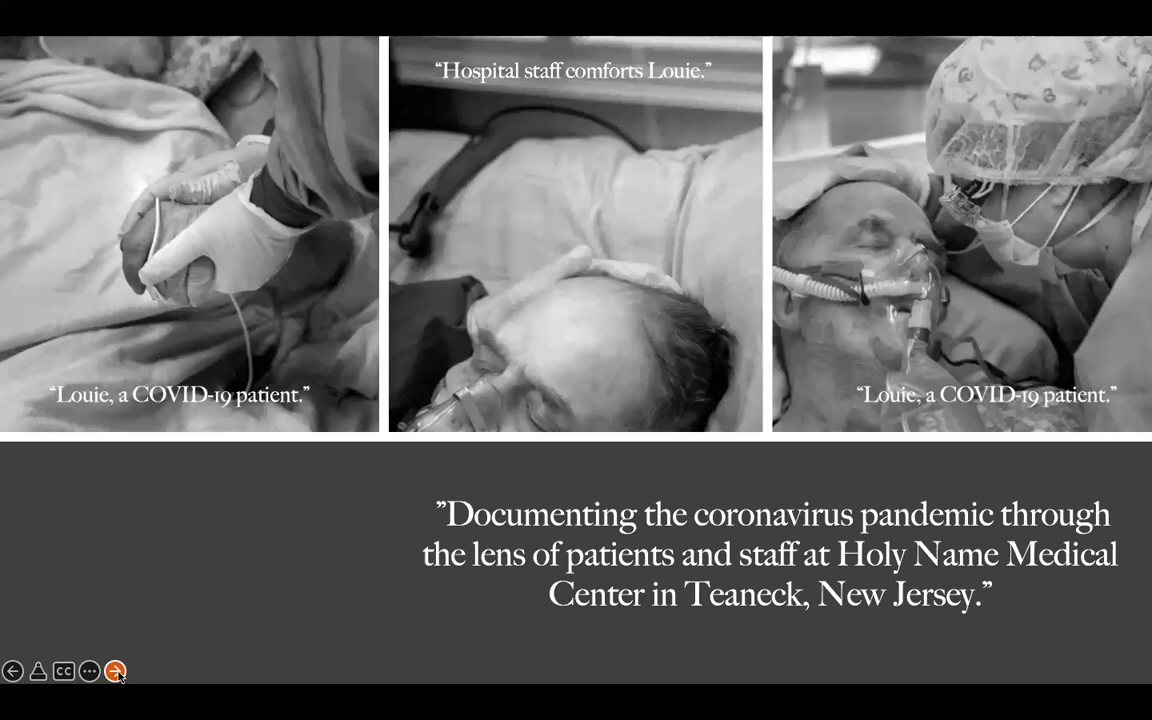 “Hospital staff comforts Louie.”
“Louie, a COVID-19 patient.”
“Louie, a COVID-19 patient.”
”Documenting the coronavirus pandemic through
the lens of patients and staff at Holy Name Medical
Center in Teaneck, New Jersey.”
CC